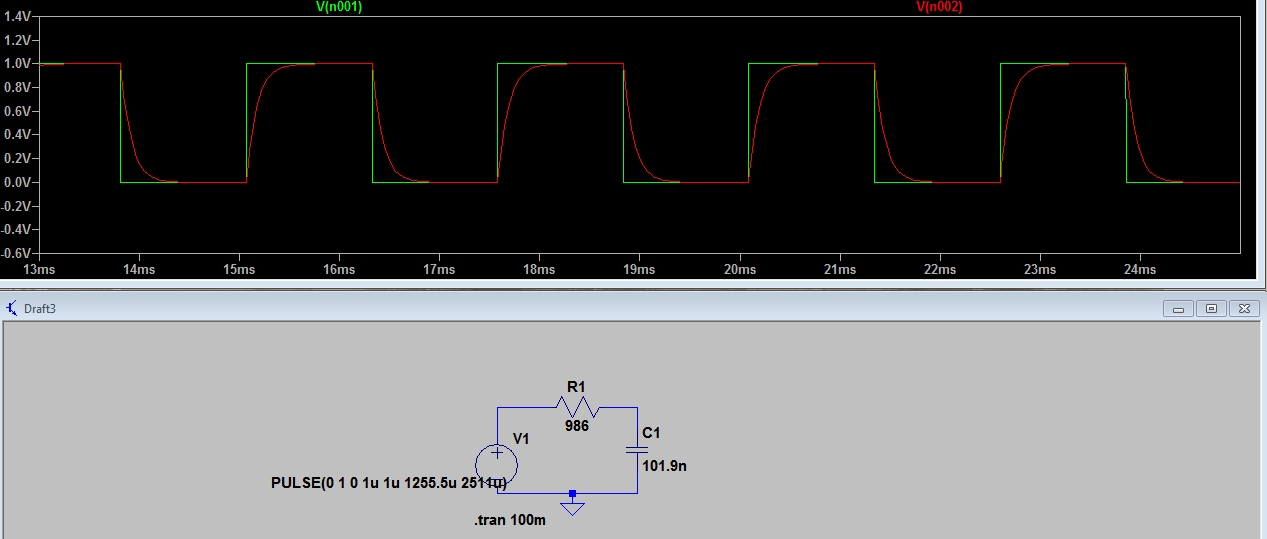 V(n001) V(n002)
1.4V
1.2V
1.0V
0.8V
0.6V
0.4V
0.2V
0.0V
-0.2V
-0.4V
-0.6V
13ms 14ms 15ms 16ms 17ms 18ms 19ms 20ms 21ms 22ms 23ms 24ms
Draft3
R1
986
V1
C1
101.9n
PULSE(0 1 0 1u 1u 1255.5u 2511u)
.tran 100m